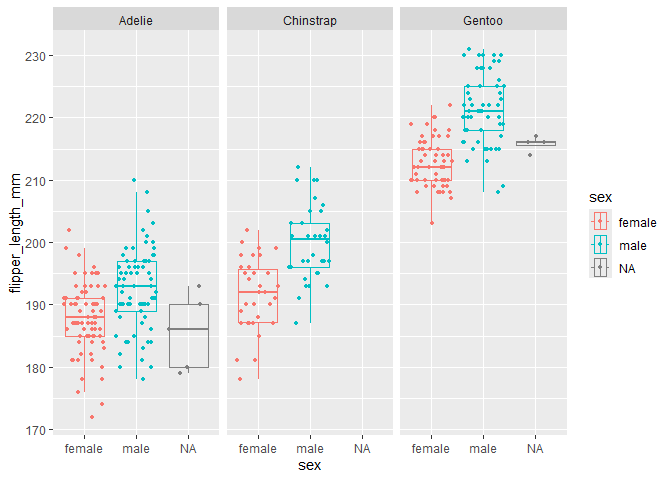 Adelie Chinstrap Gentoo
flipper_length_mm
230
220
210
200
190
180
170
female male NA female male NA female male NA
sex
sex
female
male
NA